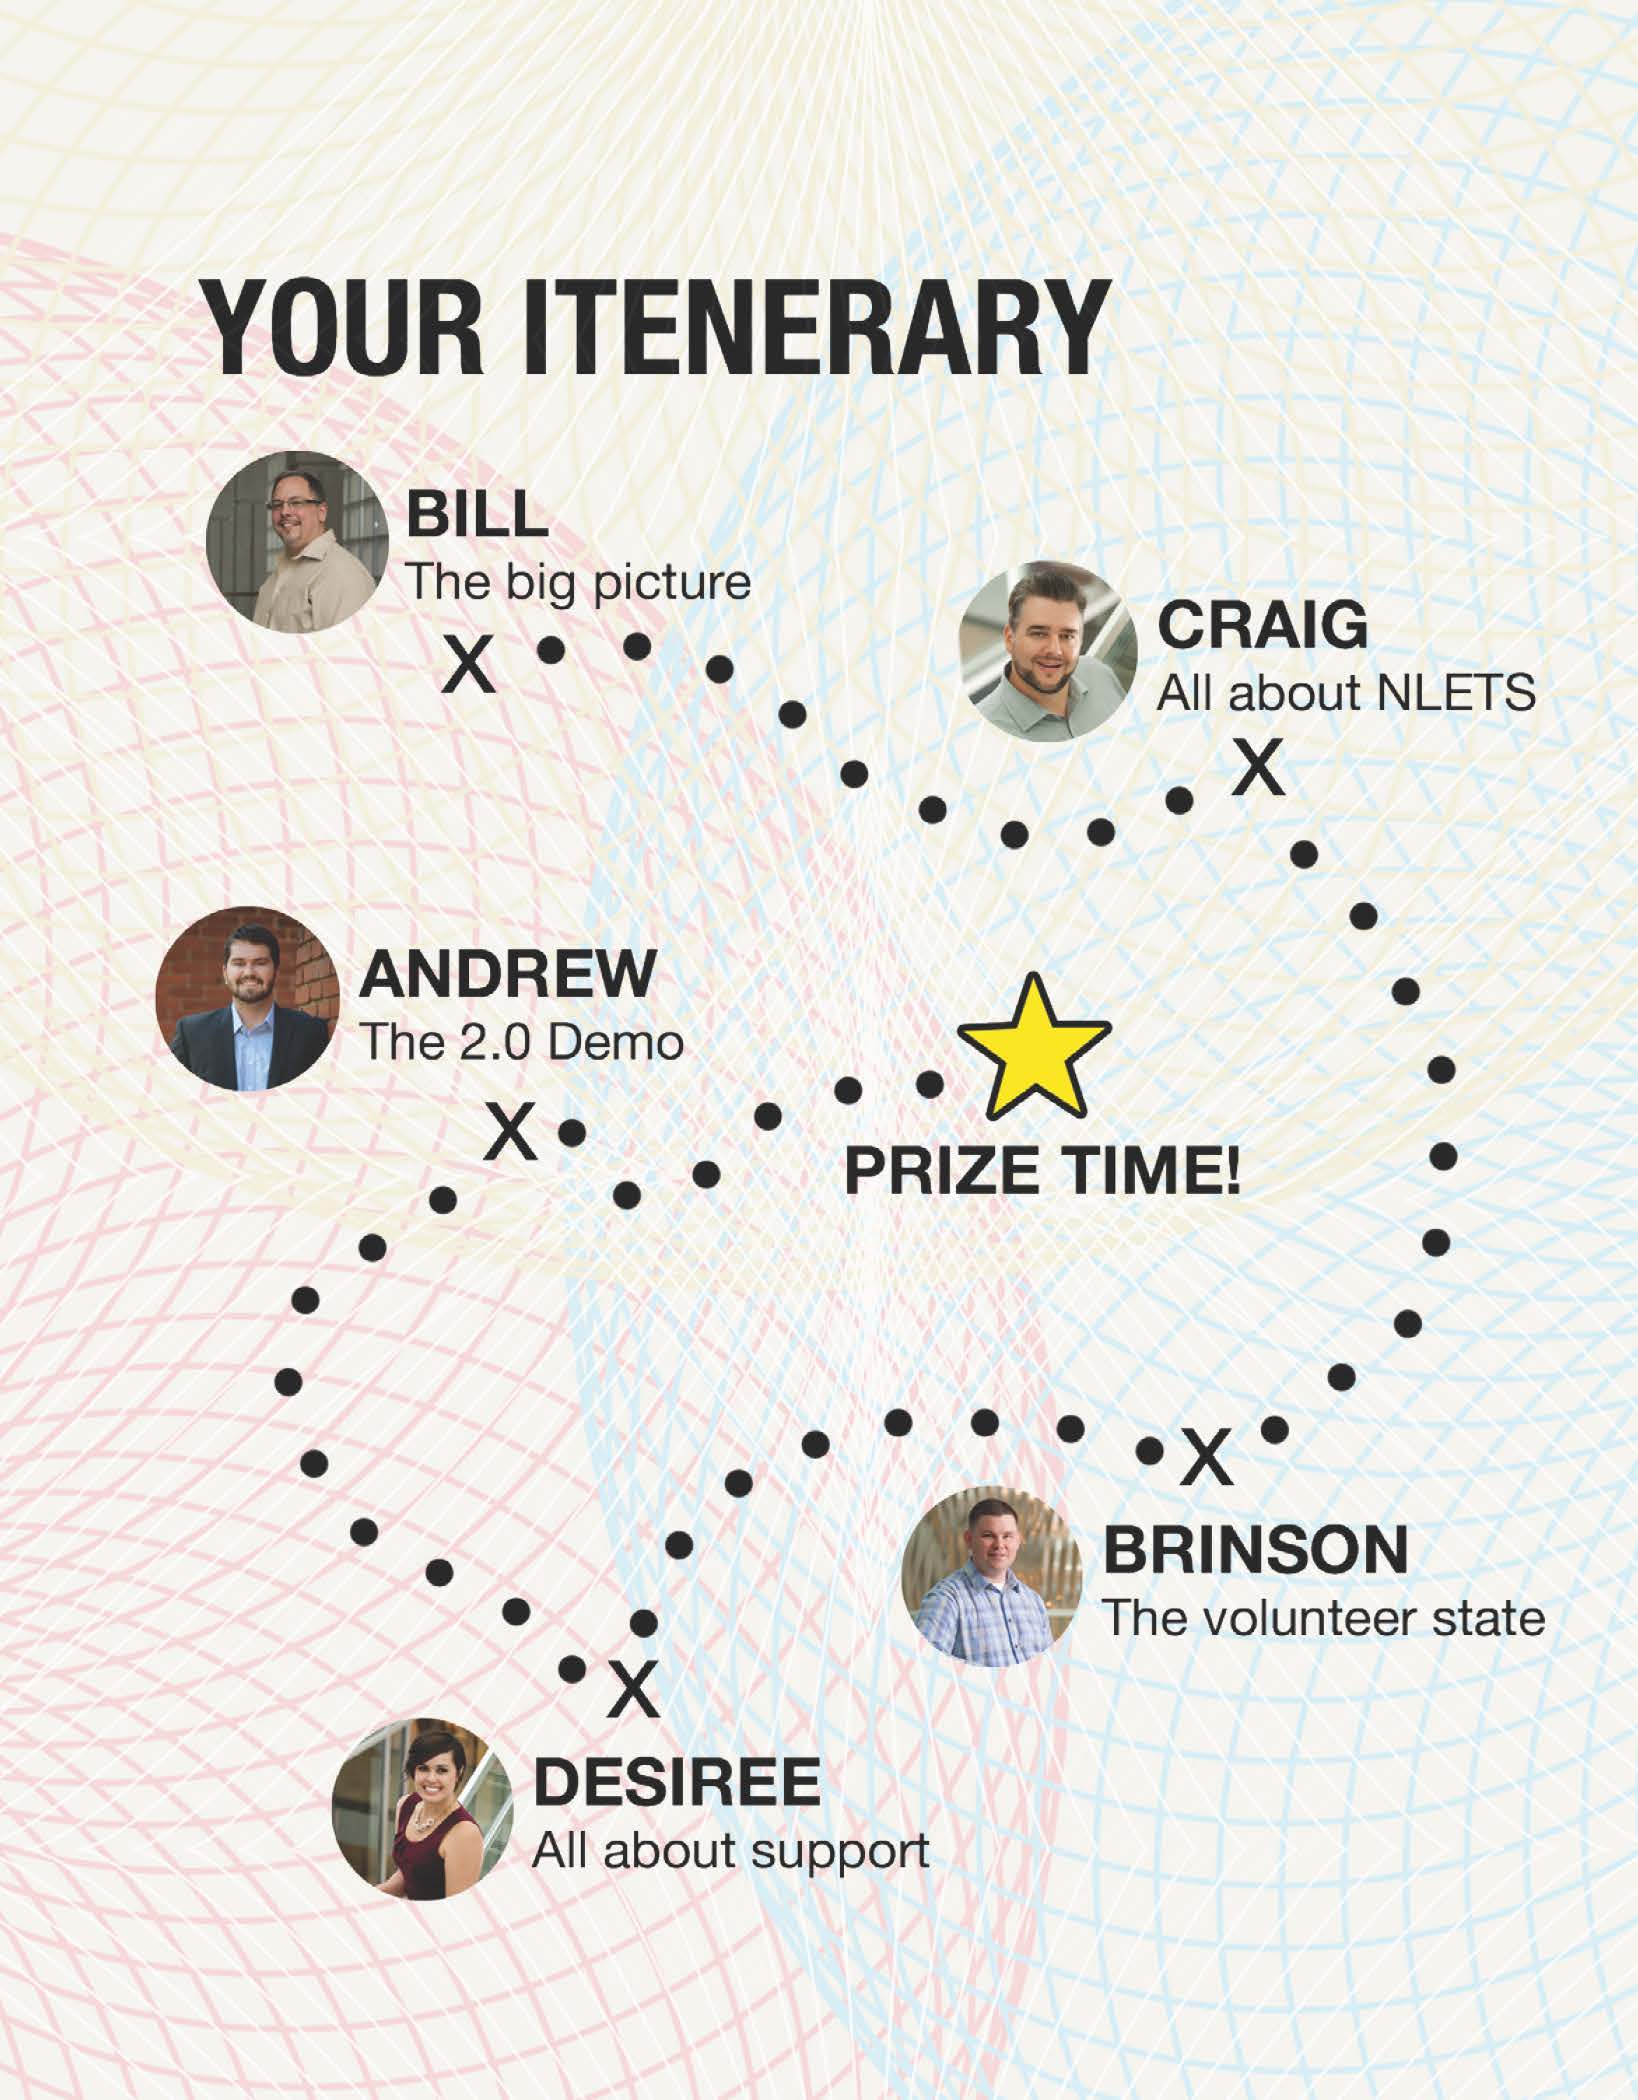 YOUR ITENERARY
BILL
The big picture
X
CRAIG
All about NLETS
X
ANDREW
The 2.0 Demo
X
PRIZE TIME!
X
BRINSON
The volunteer state
X
DESIREE
All about support